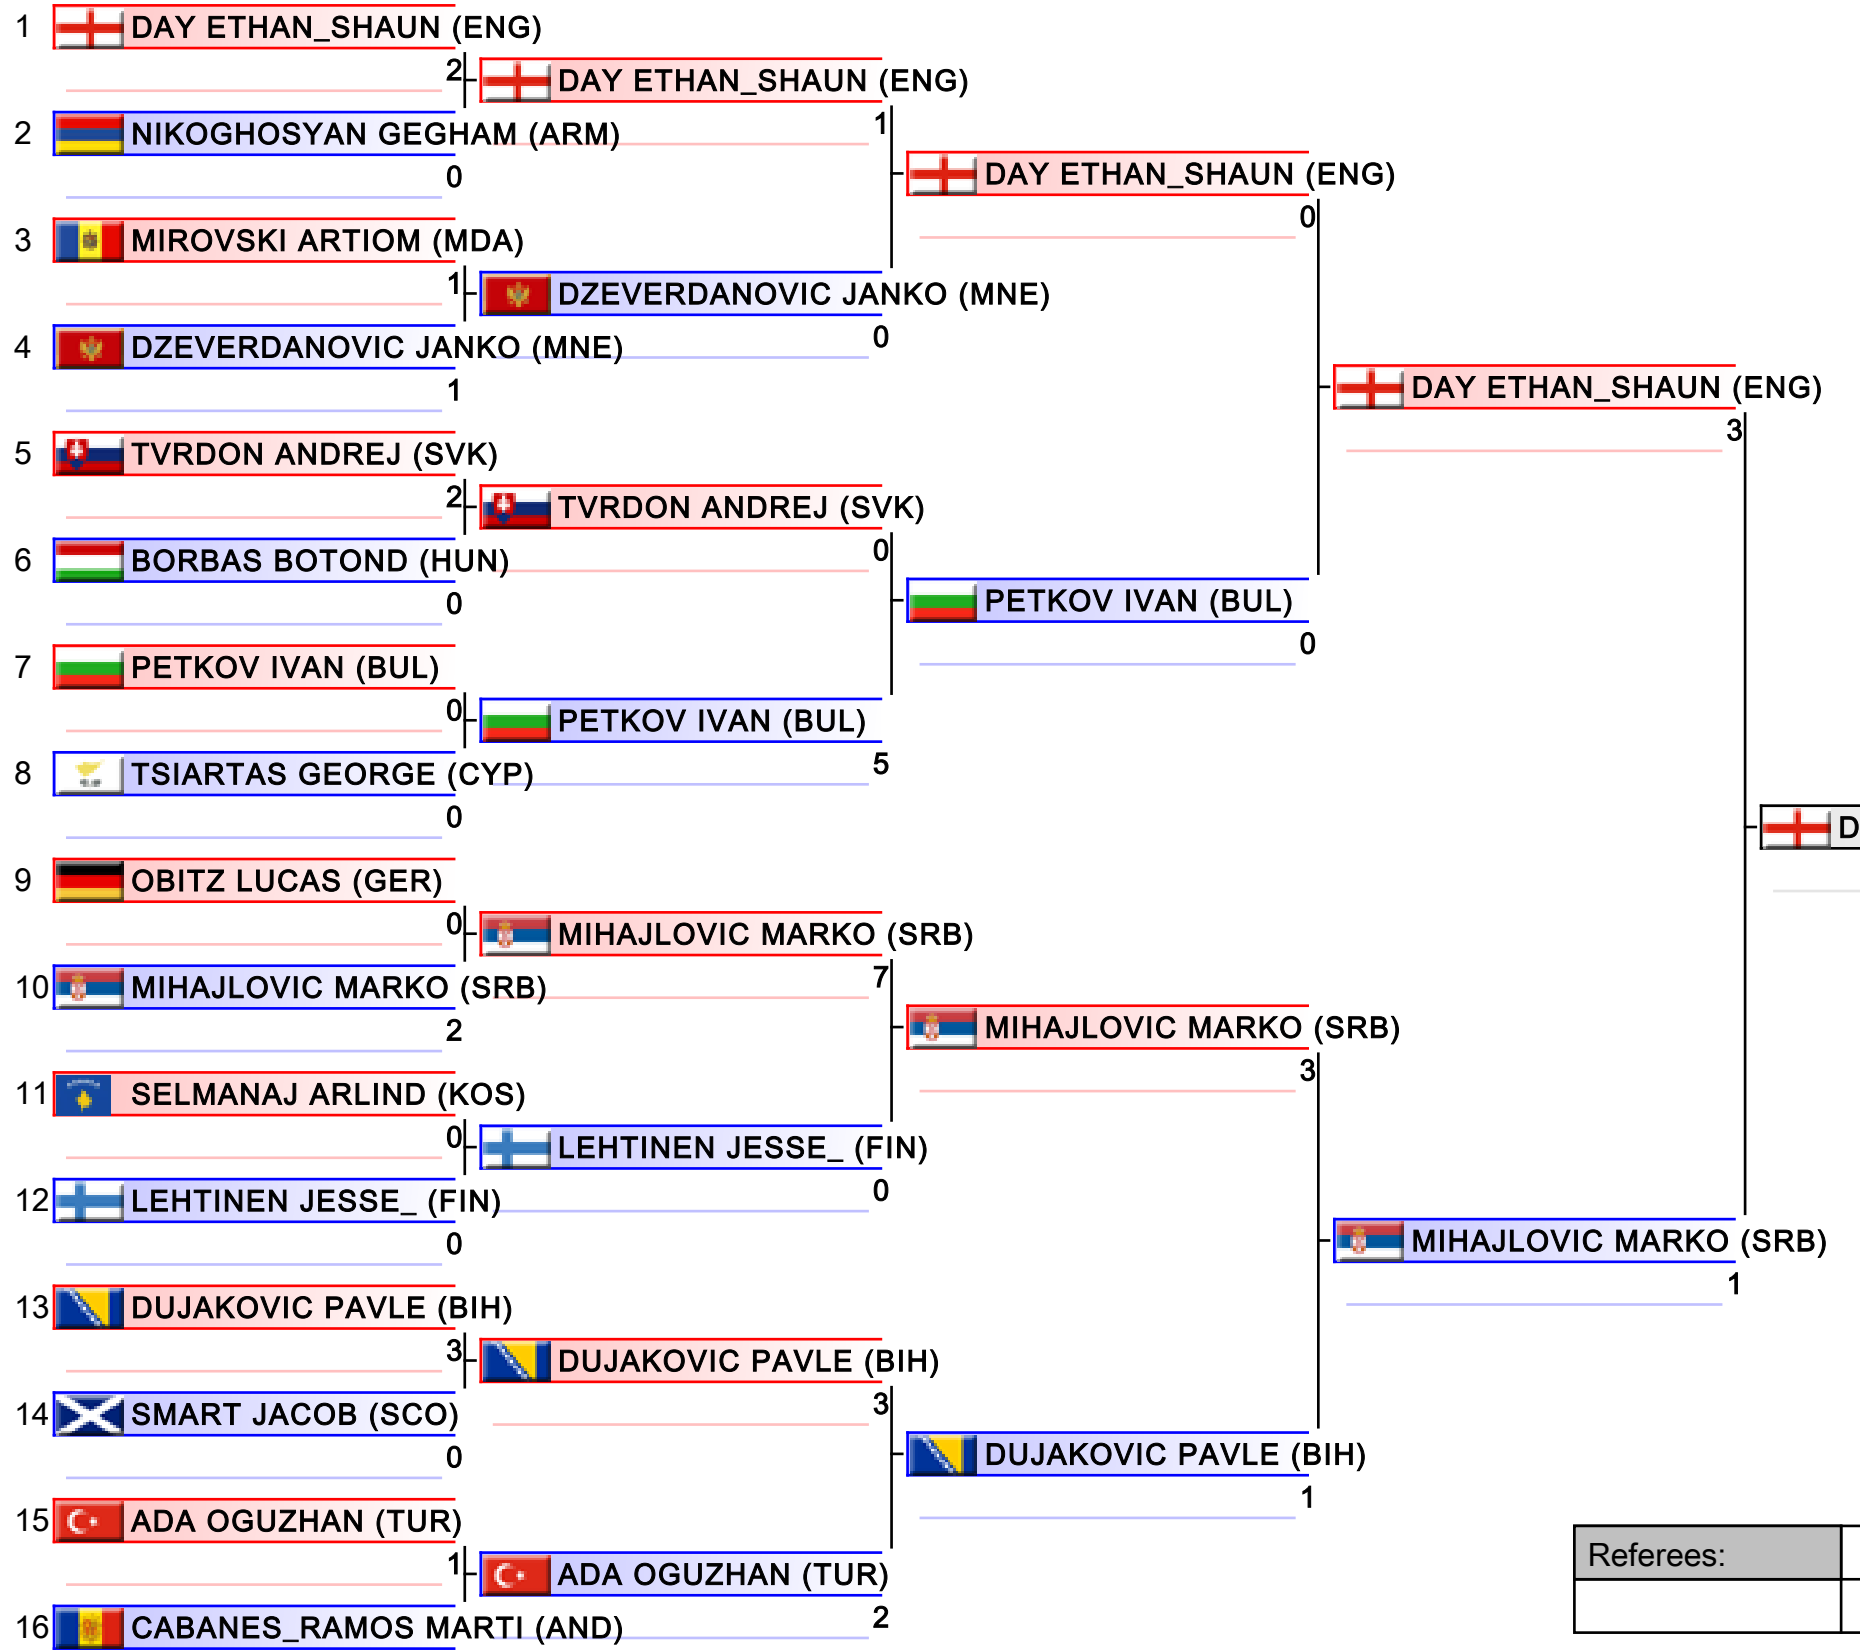 1 DAY ETHAN_SHAUN (ENG)
2 DAY ETHAN_SHAUN (ENG)
2 NIKOGHOSYAN GEGHAM (ARM)
1
0
DAY ETHAN_SHAUN (ENG)
0
3 MIROVSKI ARTIOM (MDA)
1 DZEVERDANOVIC JANKO (MNE)
0
4 DZEVERDANOVIC JANKO (MNE)
1
DAY ETHAN_SHAUN (ENG)
3
5 TVRDON ANDREJ (SVK)
2 TVRDON ANDREJ (SVK)
0
6 BORBAS BOTOND (HUN)
0
PETKOV IVAN (BUL)
0
7 PETKOV IVAN (BUL)
0 PETKOV IVAN (BUL)
5
8 TSIARTAS GEORGE (CYP)
0
D
9 OBITZ LUCAS (GER)
0 MIHAJLOVIC MARKO (SRB)
7
10 MIHAJLOVIC MARKO (SRB)
2
MIHAJLOVIC MARKO (SRB)
3
11 SELMANAJ ARLIND (KOS)
0 LEHTINEN JESSE_ (FIN)
0
12 LEHTINEN JESSE_ (FIN)
0
MIHAJLOVIC MARKO (SRB)
1
13 DUJAKOVIC PAVLE (BIH)
3 DUJAKOVIC PAVLE (BIH)
3
14 SMART JACOB (SCO)
0
DUJAKOVIC PAVLE (BIH)
1
15 ADA OGUZHAN (TUR)
1 ADA OGUZHAN (TUR)
2
16 CABANES_RAMOS MARTI (AND)
Referees: